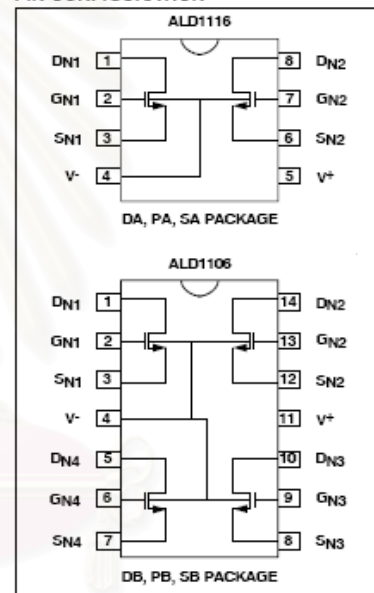 ALD1116
DN1 1 8 DN2
GN1 2 7 GN2
SN1 3 6 SN2
V- 4 5 V+
DA, PA, SA PACKAGE
ALD1106
DN1 1 14 DN2
GN1 2 13 GN2
SN1 3 12 SN2
V- 4 11 V+
DN4 5 10 DN3
GN4 6 9 GN3
SN4 7 8 SN3
DB, PB, SB PACKAGE